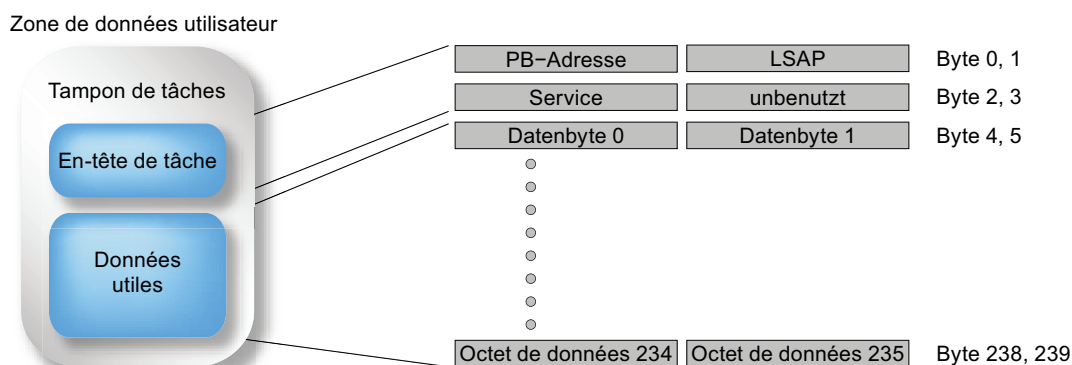 Zone de données utilisateur
Tampon de tâches
En-tête de tâche
Données
utiles
PB-Adresse LSAP Byte 0, 1
Service unbenutzt Byte 2, 3
Datenbyte 0 Datenbyte 1 Byte 4, 5
Octet de données 234 Octet de données 235 Byte 238, 239